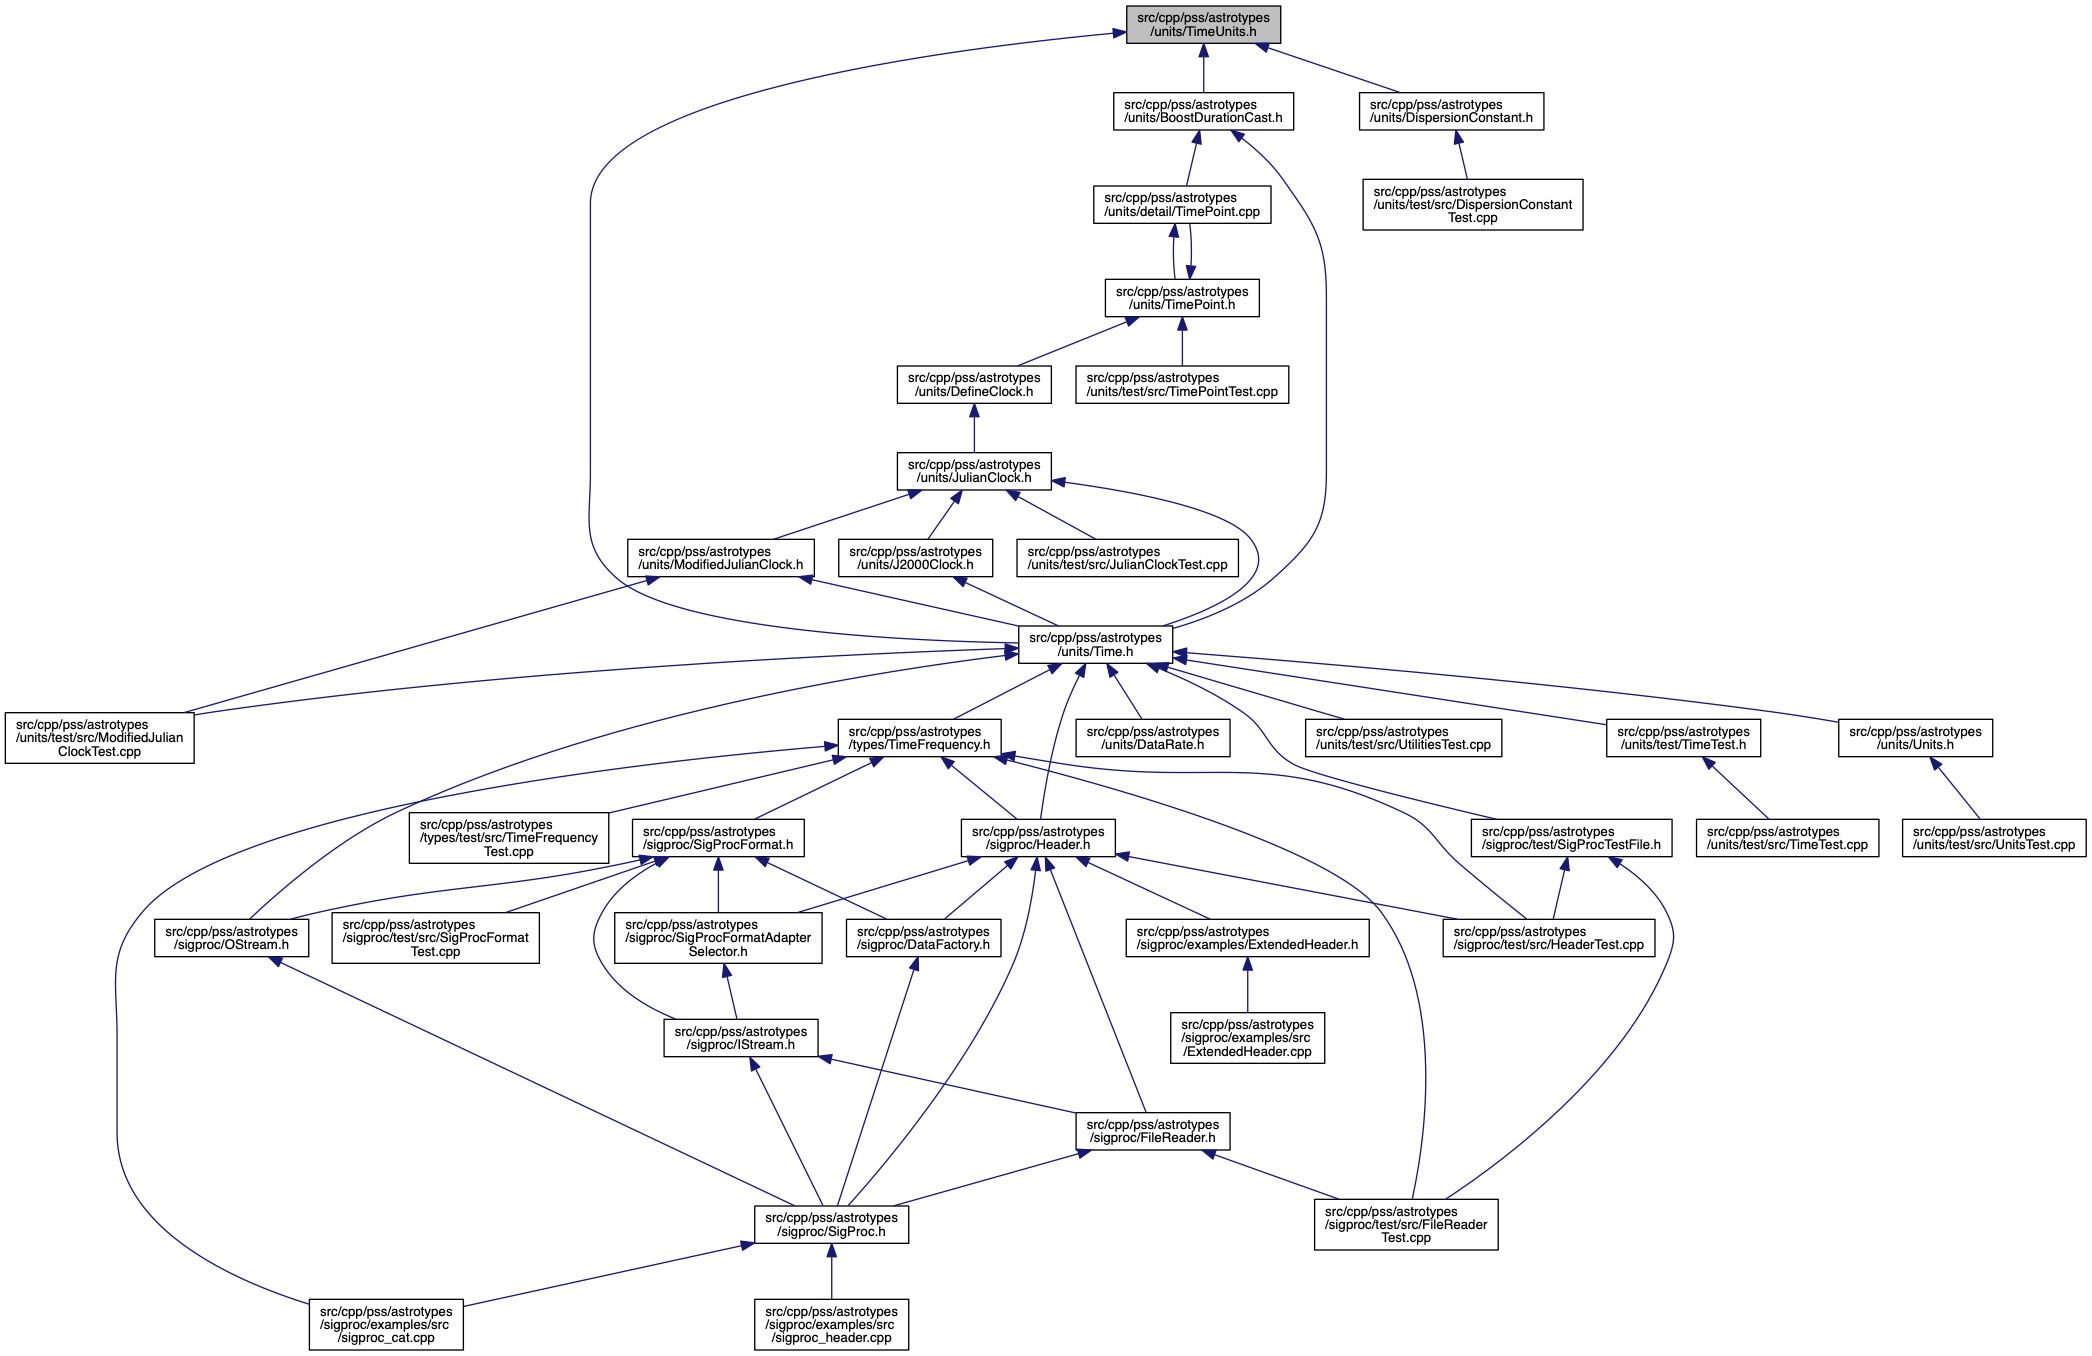 src/cpp/pss/astrotypes
/units/TimeUnits.h
src/cpp/pss/astrotypes
/units/BoostDurationCast.h
src/cpp/pss/astrotypes
/units/DispersionConstant.h
src/cpp/pss/astrotypes
/units/detail/TimePoint.cpp
src/cpp/pss/astrotypes
/units/test/src/DispersionConstant
Test.cpp
src/cpp/pss/astrotypes
/units/TimePoint.h
src/cpp/pss/astrotypes
/units/DefineClock.h
src/cpp/pss/astrotypes
/units/test/src/TimePointTest.cpp
src/cpp/pss/astrotypes
/units/JulianClock.h
src/cpp/pss/astrotypes
/units/ModifiedJulianClock.h
src/cpp/pss/astrotypes
/units/J2000Clock.h
src/cpp/pss/astrotypes
/units/test/src/JulianClockTest.cpp
src/cpp/pss/astrotypes
/units/Time.h
src/cpp/pss/astrotypes
/units/test/src/ModifiedJulian
ClockTest.cpp
src/cpp/pss/astrotypes
/types/TimeFrequency.h
src/cpp/pss/astrotypes
/units/DataRate.h
src/cpp/pss/astrotypes
/units/test/src/UtilitiesTest.cpp
src/cpp/pss/astrotypes
/units/test/TimeTest.h
src/cpp/pss/astrotypes
/units/Units.h
src/cpp/pss/astrotypes
/types/test/src/TimeFrequency
Test.cpp
src/cpp/pss/astrotypes
/sigproc/SigProcFormat.h
src/cpp/pss/astrotypes
/sigproc/Header.h
src/cpp/pss/astrotypes
/sigproc/test/SigProcTestFile.h
src/cpp/pss/astrotypes
/units/test/src/TimeTest.cpp
src/cpp/pss/astrotypes
/units/test/src/UnitsTest.cpp
src/cpp/pss/astrotypes
/sigproc/OStream.h
src/cpp/pss/astrotypes
/sigproc/test/src/SigProcFormat
Test.cpp
src/cpp/pss/astrotypes
/sigproc/SigProcFormatAdapter
Selector.h
src/cpp/pss/astrotypes
/sigproc/DataFactory.h
src/cpp/pss/astrotypes
/sigproc/examples/ExtendedHeader.h
src/cpp/pss/astrotypes
/sigproc/test/src/HeaderTest.cpp
src/cpp/pss/astrotypes
/sigproc/IStream.h
src/cpp/pss/astrotypes
/sigproc/examples/src
/ExtendedHeader.cpp
src/cpp/pss/astrotypes
/sigproc/FileReader.h
src/cpp/pss/astrotypes
/sigproc/SigProc.h
src/cpp/pss/astrotypes
/sigproc/test/src/FileReader
Test.cpp
src/cpp/pss/astrotypes
/sigproc/examples/src
/sigproc_cat.cpp
src/cpp/pss/astrotypes
/sigproc/examples/src
/sigproc_header.cpp